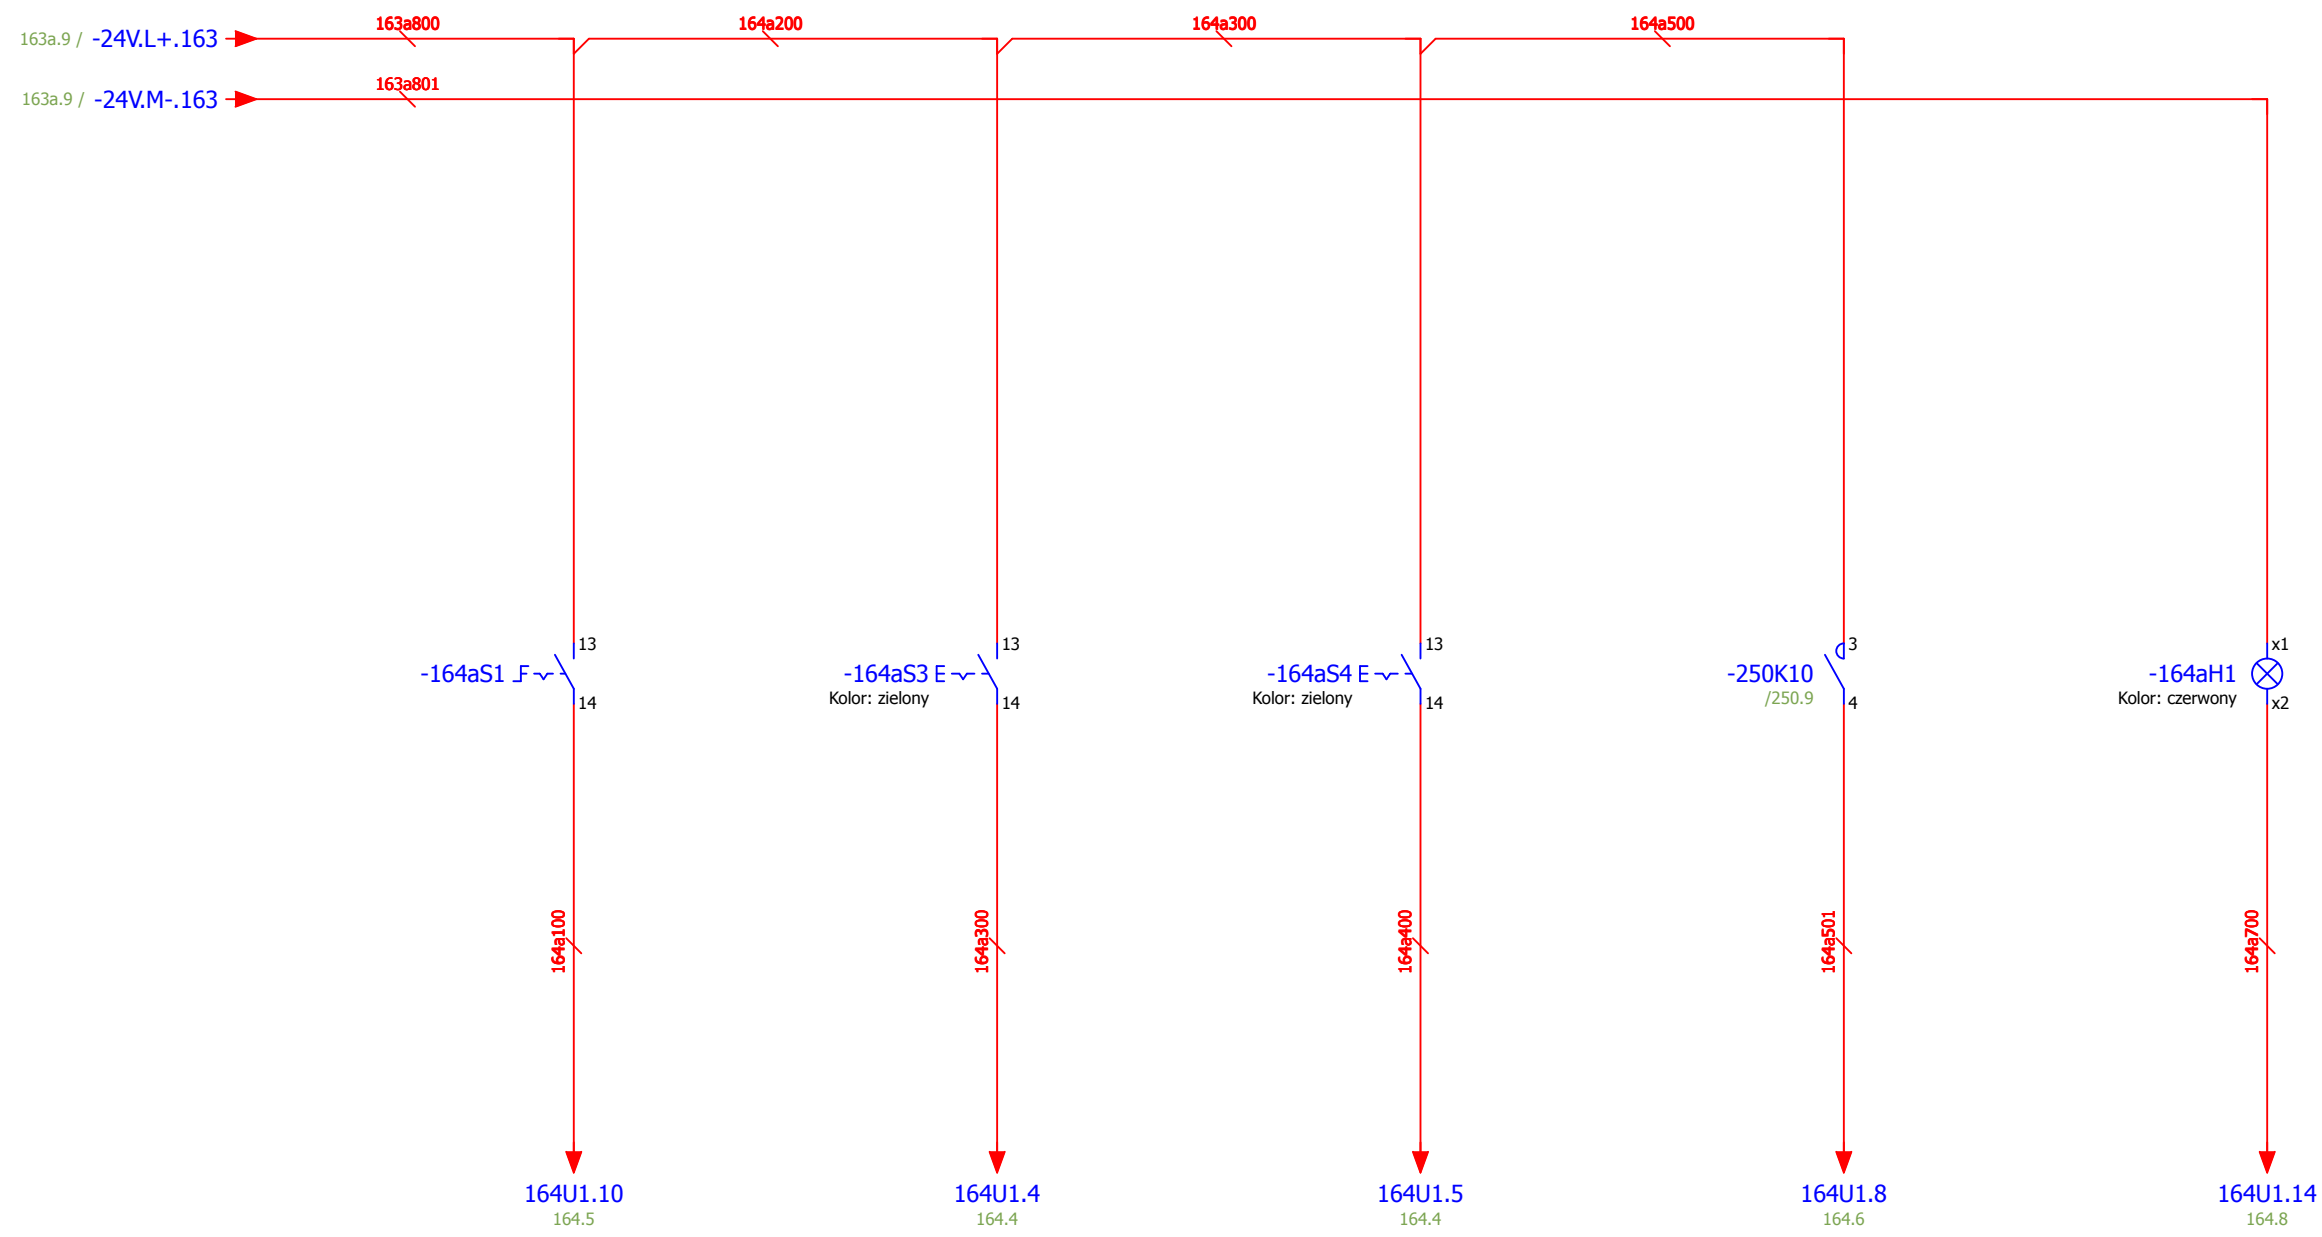 163a800
164a200
164a300
164a500
163a.9 / -24V.L+.163
163a801
163a.9 / -24V.M-.163
13
13
13
3
x1
-164aS1
-164aS3
-164aS4
-250K10
-164aH1
Kolor: zielony
Kolor: zielony
/250.9
Kolor: czerwony
14
14
14
4
x2
164a100
164a300
164a400
164a501
164a700
164U1.10
164U1.4
164U1.5
164U1.8
164U1.14
164.5
164.4
164.4
164.6
164.8